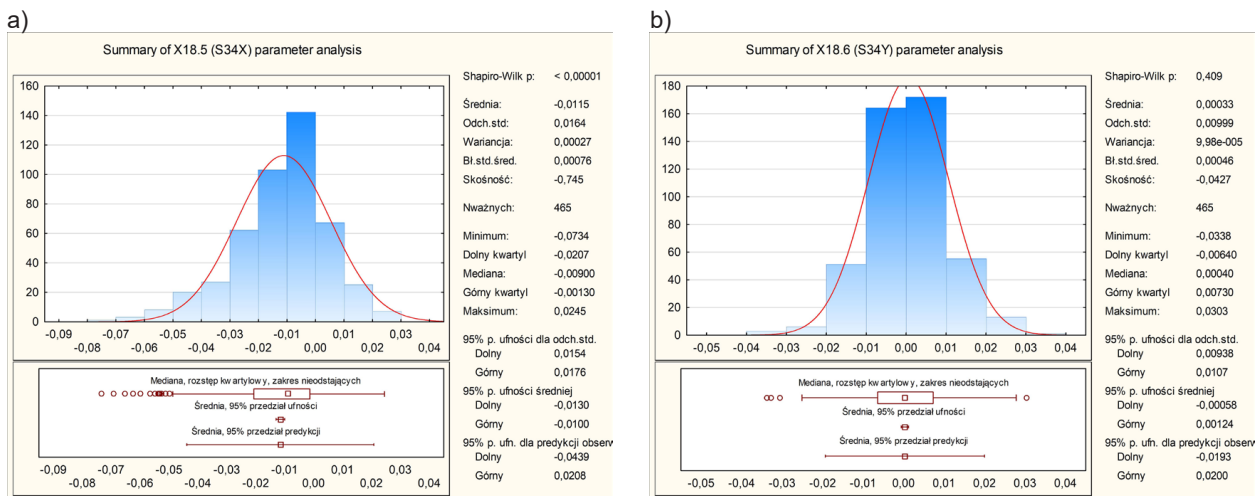 a)
Summary of X18.5 (S34X) parameter analysis
Shapiro-Wilk p: < 0,00001
Średnia: -0,0115
Odch.std: 0,0164
Wariancja: 0,00027
Bł.std.śred. 0,00076
Skośność: -0,745
Nważnych: 465
Minimum: -0,0734
Dolny kwartyl -0,0207
Mediana: -0,00900
Górny kwartyl -0,00130
Maksimum: 0,0245
95% p. ufności dla odch.std.
Dolny 0,0154
Górny 0,0176
95% p. ufności średniej
Dolny -0,0130
Górny -0,0100
95% p. ufn. dla predykcji obserw
Dolny -0,0439
Górny 0,0208
160
140
120
100
80
60
40
20
0
-0,09 -0,07 -0,05 -0,03 -0,01 0,01 0,03
-0,08 -0,06 -0,04 -0,02 0,00 0,02 0,04
Mediana, rozstęp kw artylow y, zakres nieodstających
Średnia, 95% przedział ufności
Średnia, 95% przedział predykcji
-0,09 -0,07 -0,05 -0,03 -0,01 0,01 0,03
-0,08 -0,06 -0,04 -0,02 0,00 0,02 0,04
b)
Summary of X18.6 (S34Y) parameter analysis
Shapiro-Wilk p: 0,409
Średnia: 0,00033
Odch.std: 0,00999
Wariancja: 9,98e-005
Bł.std.śred. 0,00046
Skośność: -0,0427
Nważnych: 465
Minimum: -0,0338
Dolny kwartyl -0,00640
Mediana: 0,00040
Górny kwartyl 0,00730
Maksimum: 0,0303
95% p. ufności dla odch.std.
Dolny 0,00938
Górny 0,0107
95% p. ufności średniej
Dolny -0,00058
Górny 0,00124
95% p. ufn. dla predykcji obserw
Dolny -0,0193
Górny 0,0200
180
160
140
120
100
80
60
40
20
0
-0,05 -0,04 -0,03 -0,02 -0,01 0,00 0,01 0,02 0,03 0,04
Mediana, rozstęp kw artylow y, zakres nieodstających
Średnia, 95% przedział ufności
Średnia, 95% przedział predykcji
-0,05 -0,04 -0,03 -0,02 -0,01 0,00 0,01 0,02 0,03 0,04